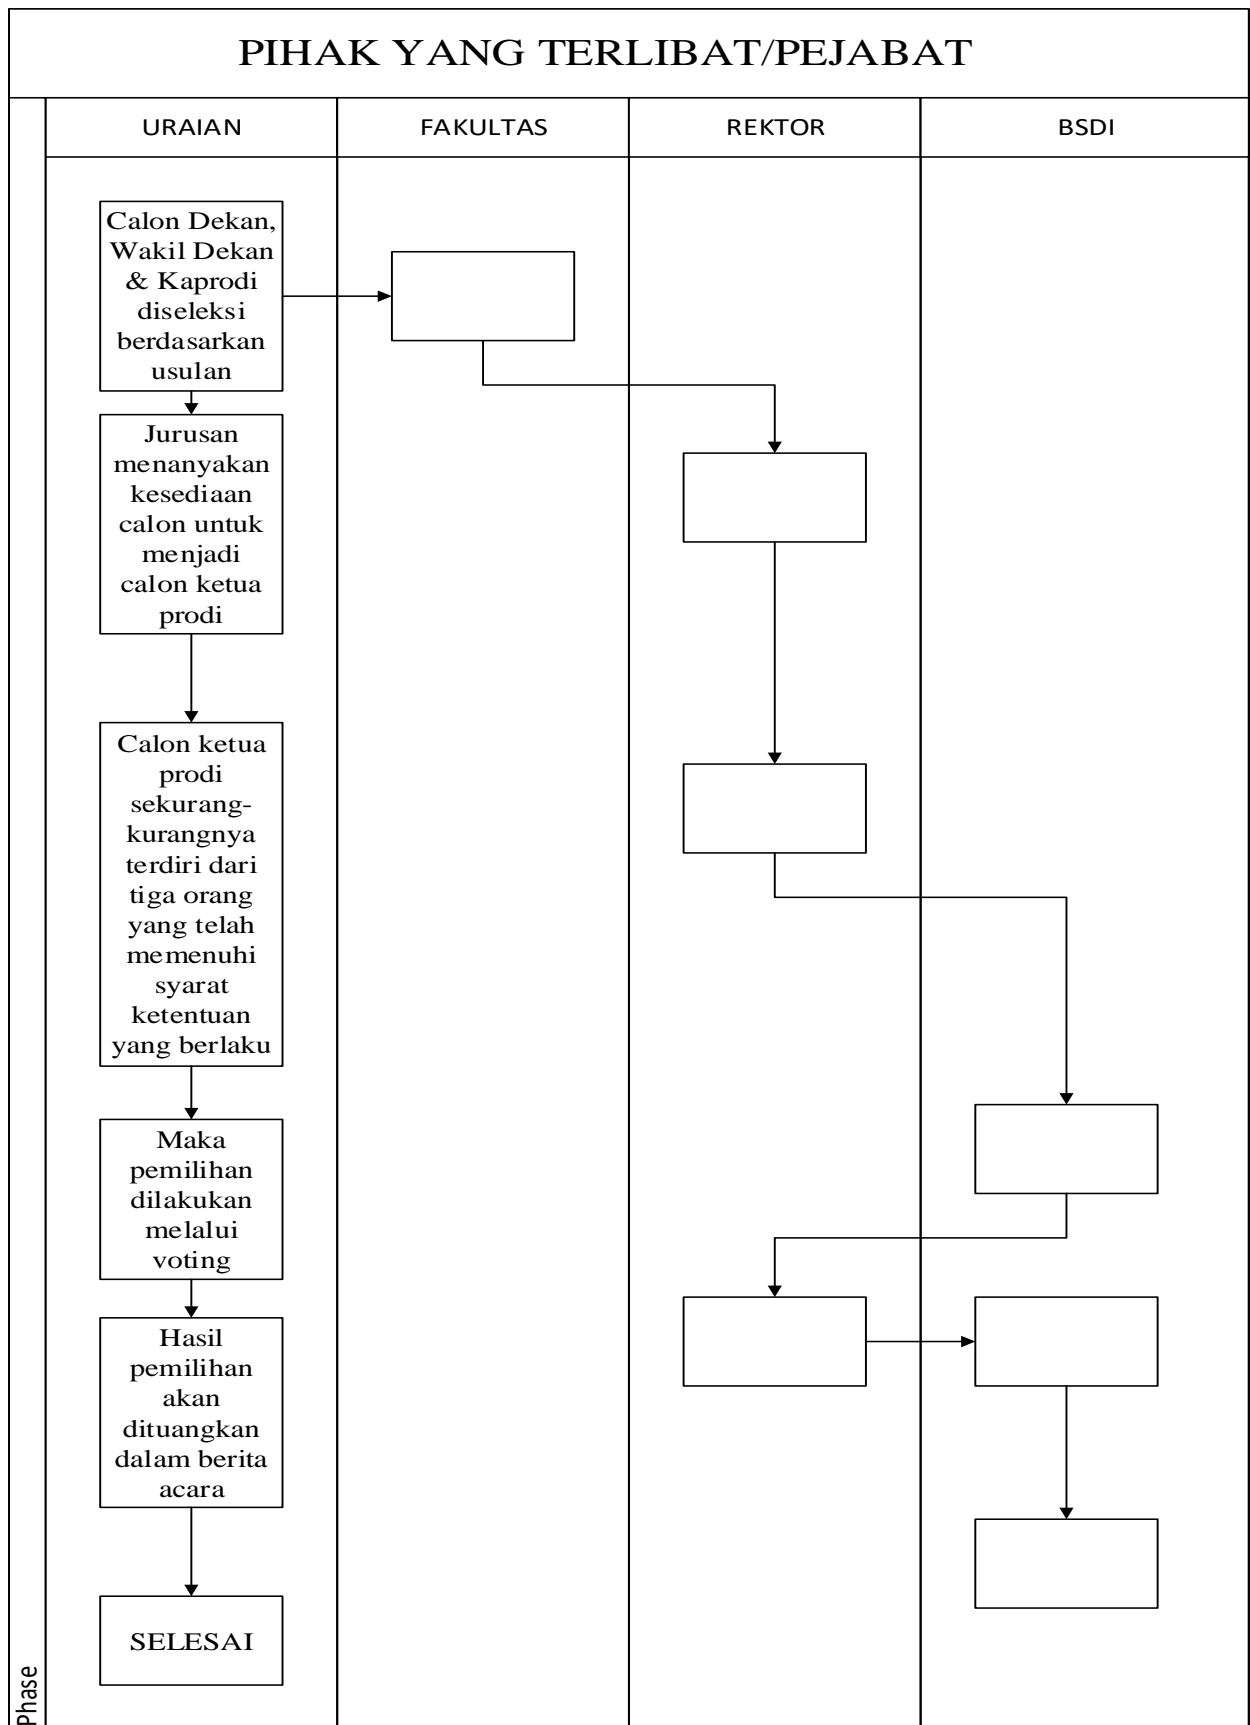 PIHAK YANG TERLIBAT/PEJABAT
URAIAN
FAKULTAS
REKTOR
BSDI
Calon Dekan,
Wakil Dekan
& Kaprodi
diseleksi
berdasarkan
usulan
Jurusan
menanyakan
kesediaan
calon untuk
menjadi
calon ketua
prodi
Calon ketua
prodi
sekurang-
kurangnya
terdiri dari
tiga orang
yang telah
memenuhi
syarat
ketentuan
yang berlaku
Maka
pemilihan
dilakukan
melalui
voting
Hasil
pemilihan
akan
dituangkan
dalam berita
acara
SELESAI
Phase